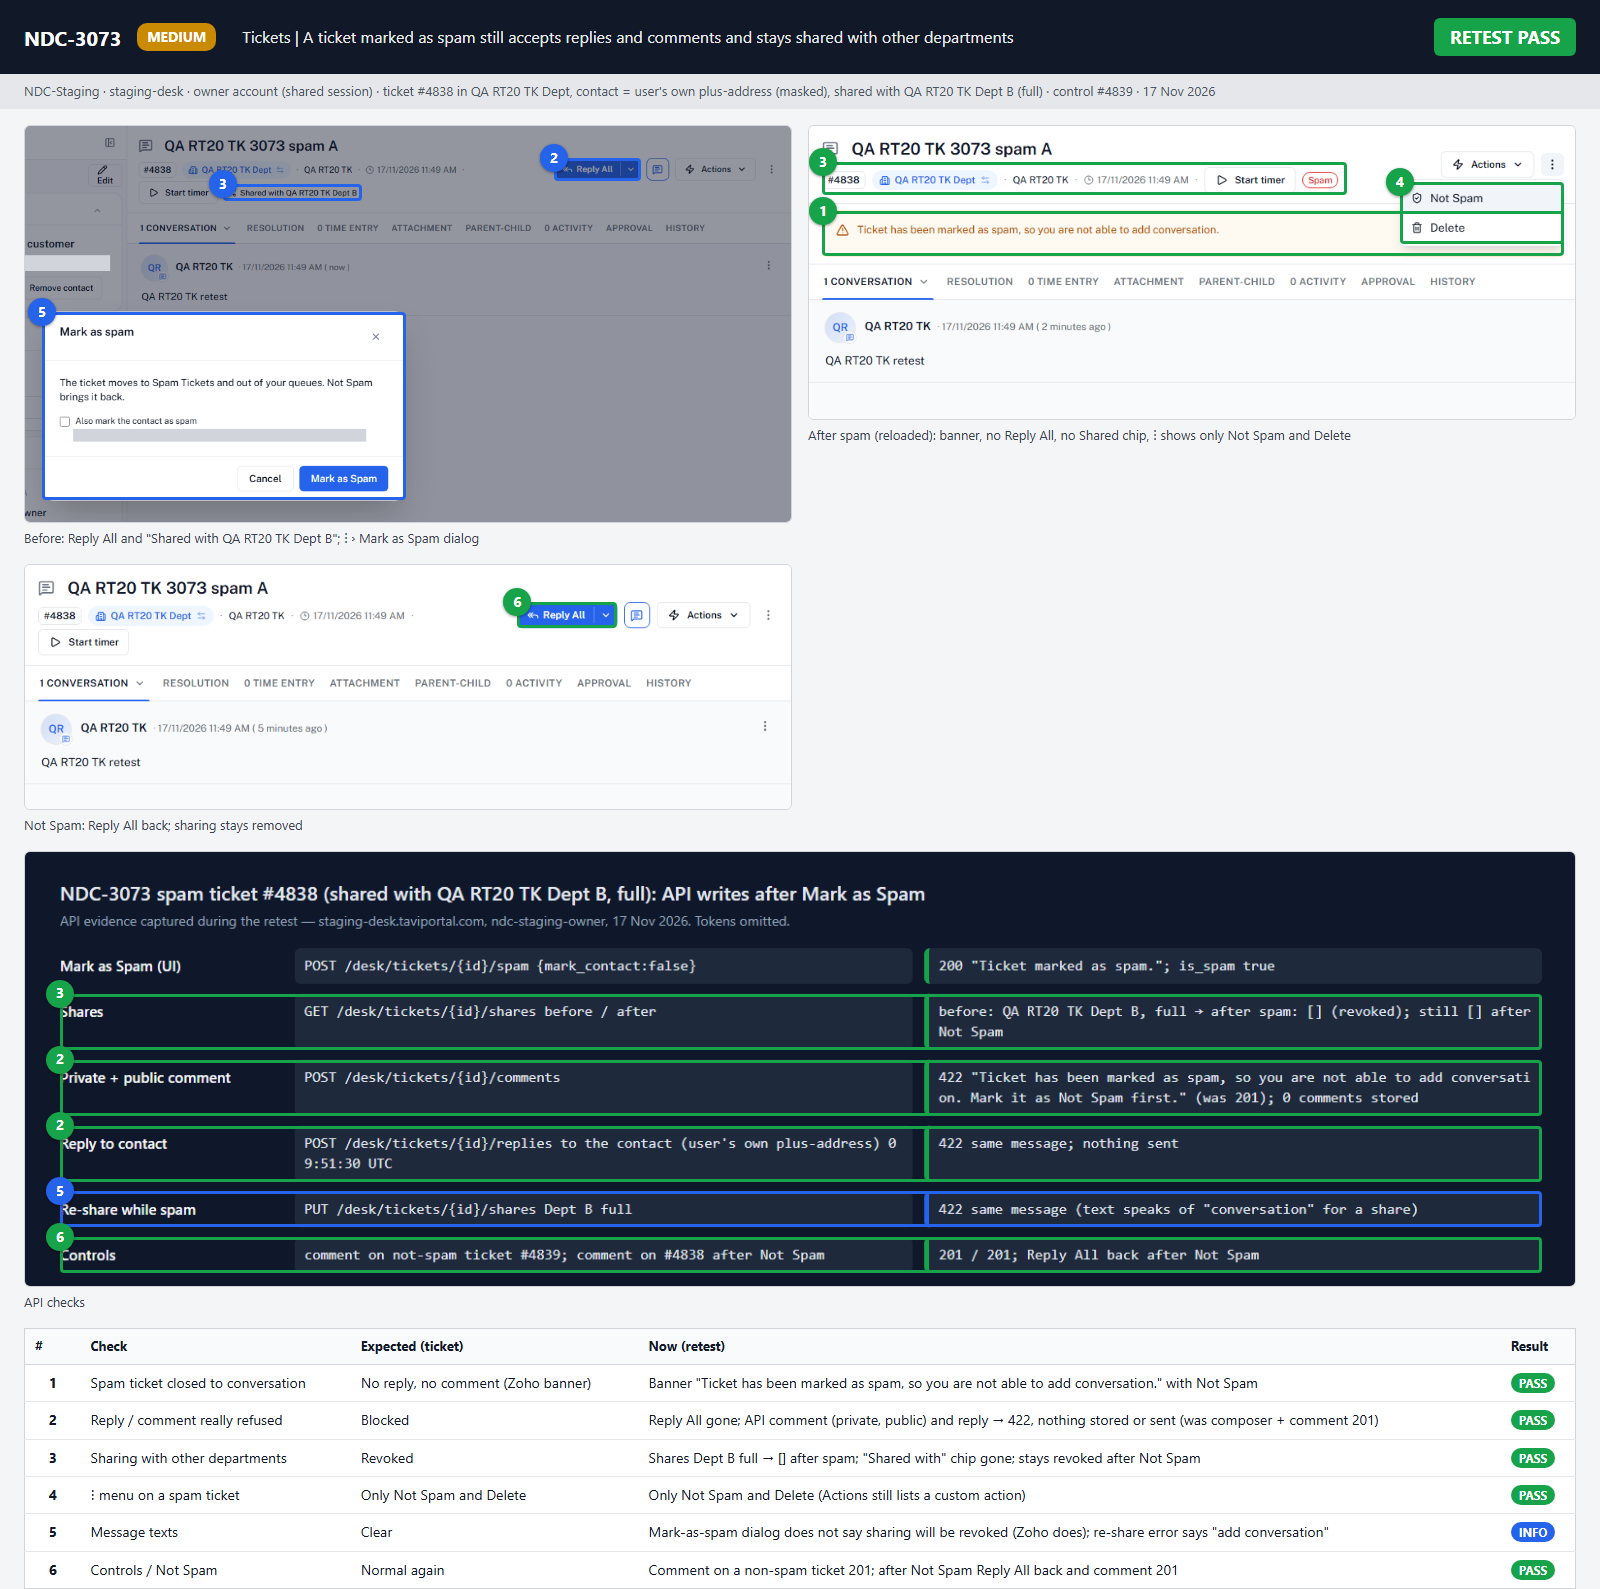 NDC-3073 MEDIUM Tickets | A ticket marked as spam still accepts replies and comments and stays shared with other departments RETEST PASS
NDC-Staging · staging-desk · owner account (shared session) · ticket #4838 in QA RT20 TK Dept, contact = user's own plus-address (masked), shared with QA RT20 TK Dept B (full) · control #4839 · 17 Nov 2026
QA RT20 TK 3073 spam A
#4838 QA RT20 TK Dept · QA RT20 TK · 17/11/2026 11:49 AM ·
2 Reply All Actions
Edit
Start timer 3 Shared with QA RT20 TK Dept B
1 CONVERSATION RESOLUTION 0 TIME ENTRY ATTACHMENT PARENT-CHILD 0 ACTIVITY APPROVAL HISTORY
customer
QR QA RT20 TK · 17/11/2026 11:49 AM ( now )
Remove contact
QA RT20 TK retest
5
Mark as spam
The ticket moves to Spam Tickets and out of your queues. Not Spam
brings it back.
Also mark the contact as spam
Cancel Mark as Spam
wner
Before: Reply All and "Shared with QA RT20 TK Dept B"; ⋮ › Mark as Spam dialog
QA RT20 TK 3073 spam A
3 #4838 QA RT20 TK Dept · QA RT20 TK · 17/11/2026 11:49 AM · Start timer Spam
Actions
4 Not Spam
Delete
1 Ticket has been marked as spam, so you are not able to add conversation.
1 CONVERSATION RESOLUTION 0 TIME ENTRY ATTACHMENT PARENT-CHILD 0 ACTIVITY APPROVAL HISTORY
QR QA RT20 TK · 17/11/2026 11:49 AM ( 2 minutes ago )
QA RT20 TK retest
After spam (reloaded): banner, no Reply All, no Shared chip, ⋮ shows only Not Spam and Delete
QA RT20 TK 3073 spam A
#4838 QA RT20 TK Dept · QA RT20 TK · 17/11/2026 11:49 AM ·
6 Reply All Actions
Start timer
1 CONVERSATION RESOLUTION 0 TIME ENTRY ATTACHMENT PARENT-CHILD 0 ACTIVITY APPROVAL HISTORY
QR QA RT20 TK · 17/11/2026 11:49 AM ( 5 minutes ago )
QA RT20 TK retest
Not Spam: Reply All back; sharing stays removed
NDC-3073 spam ticket #4838 (shared with QA RT20 TK Dept B, full): API writes after Mark as Spam
API evidence captured during the retest — staging-desk.taviportal.com, ndc-staging-owner, 17 Nov 2026. Tokens omitted.
Mark as Spam (UI) POST /desk/tickets/{id}/spam {mark_contact:false} 200 "Ticket marked as spam."; is_spam true
3 Shares GET /desk/tickets/{id}/shares before / after before: QA RT20 TK Dept B, full → after spam: [] (revoked); still [] after
Not Spam
2 Private + public comment POST /desk/tickets/{id}/comments 422 "Ticket has been marked as spam, so you are not able to add conversati
on. Mark it as Not Spam first." (was 201); 0 comments stored
2 Reply to contact POST /desk/tickets/{id}/replies to the contact (user's own plus-address) 0 422 same message; nothing sent
9:51:30 UTC
5 Re-share while spam PUT /desk/tickets/{id}/shares Dept B full 422 same message (text speaks of "conversation" for a share)
6 Controls comment on not-spam ticket #4839; comment on #4838 after Not Spam 201 / 201; Reply All back after Not Spam
API checks
# Check Expected (ticket) Now (retest) Result
1 Spam ticket closed to conversation No reply, no comment (Zoho banner) Banner "Ticket has been marked as spam, so you are not able to add conversation." with Not Spam PASS
2 Reply / comment really refused Blocked Reply All gone; API comment (private, public) and reply → 422, nothing stored or sent (was composer + comment 201) PASS
3 Sharing with other departments Revoked Shares Dept B full → [] after spam; "Shared with" chip gone; stays revoked after Not Spam PASS
4 ⋮ menu on a spam ticket Only Not Spam and Delete Only Not Spam and Delete (Actions still lists a custom action) PASS
5 Message texts Clear Mark-as-spam dialog does not say sharing will be revoked (Zoho does); re-share error says "add conversation" INFO
6 Controls / Not Spam Normal again Comment on a non-spam ticket 201; after Not Spam Reply All back and comment 201 PASS